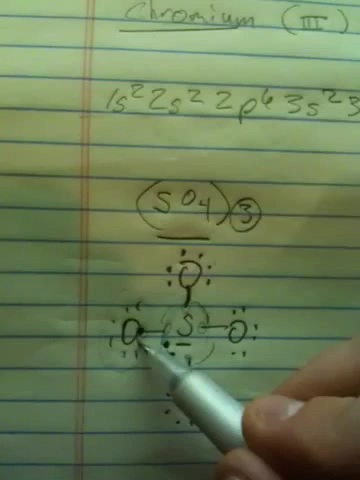 Chromium (III)
1s² 2s² 2p⁶ 3s² 3
(SO₄)③
O
O S O